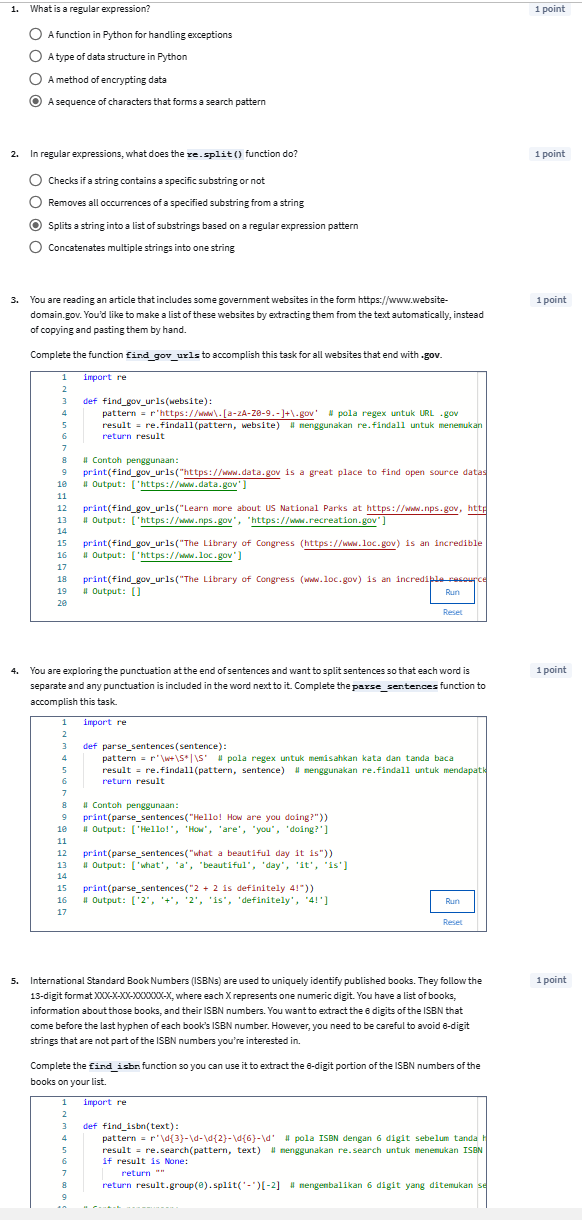 1. What is a regular expression? 1 point
A function in Python for handling exceptions
A type of data structure in Python
A method of encrypting data
A sequence of characters that forms a search pattern
2. In regular expressions, what does the re.split() function do? 1 point
Checks if a string contains a specific substring or not
Removes all occurrences of a specified substring from a string
Splits a string into a list of substrings based on a regular expression pattern
Concatenates multiple strings into one string
3. You are reading an article that includes some government websites in the form https://www.website- 1 point
domain.gov. You'd like to make a list of these websites by extracting them from the text automatically, instead
of copying and pasting them by hand.
Complete the function find_gov_urls to accomplish this task for all websites that end with .gov.
1 import re
2
3 def find_gov_urls(website):
4 pattern = r'https://www\.[a-zA-Z0-9.-]+\.gov' # pola regex untuk URL .gov
5 result = re.findall(pattern, website) # menggunakan re.findall untuk menemukan
6 return result
7
8 # Contoh penggunaan:
9 print(find_gov_urls("https://www.data.gov is a great place to find open source datas
10 # Output: ['https://www.data.gov']
11
12 print(find_gov_urls("Learn more about US National Parks at https://www.nps.gov, http
13 # Output: ['https://www.nps.gov', 'https://www.recreation.gov']
14
15 print(find_gov_urls("The Library of Congress (https://www.loc.gov) is an incredible
16 # Output: ['https://www.loc.gov']
17
18 print(find_gov_urls("The Library of Congress (www.loc.gov) is an incredible resource
19 # Output: []
20
Run
Reset
4. You are exploring the punctuation at the end of sentences and want to split sentences so that each word is 1 point
separate and any punctuation is included in the word next to it. Complete the parse_sentences function to
accomplish this task.
1 import re
2
3 def parse_sentences(sentence):
4 pattern = r'\w+\S*|\S' # pola regex untuk memisahkan kata dan tanda baca
5 result = re.findall(pattern, sentence) # menggunakan re.findall untuk mendapatk
6 return result
7
8 # Contoh penggunaan:
9 print(parse_sentences("Hello! How are you doing?"))
10 # Output: ['Hello!', 'How', 'are', 'you', 'doing?']
11
12 print(parse_sentences("what a beautiful day it is"))
13 # Output: ['what', 'a', 'beautiful', 'day', 'it', 'is']
14
15 print(parse_sentences("2 + 2 is definitely 4!"))
16 # Output: ['2', '+', '2', 'is', 'definitely', '4!']
17
Run
Reset
5. International Standard Book Numbers (ISBNs) are used to uniquely identify published books. They follow the 1 point
13-digit format XXX-X-XX-XXXXXX-X, where each X represents one numeric digit. You have a list of books,
information about those books, and their ISBN numbers. You want to extract the 6 digits of the ISBN that
come before the last hyphen of each book's ISBN number. However, you need to be careful to avoid 6-digit
strings that are not part of the ISBN numbers you're interested in.
Complete the find_isbn function so you can use it to extract the 6-digit portion of the ISBN numbers of the
books on your list.
1 import re
2
3 def find_isbn(text):
4 pattern = r'\d{3}-\d-\d{2}-\d{6}-\d' # pola ISBN dengan 6 digit sebelum tanda h
5 result = re.search(pattern, text) # menggunakan re.search untuk menemukan ISBN
6 if result is None:
7 return ""
8 return result.group(0).split('-')[-2] # mengembalikan 6 digit yang ditemukan se
9